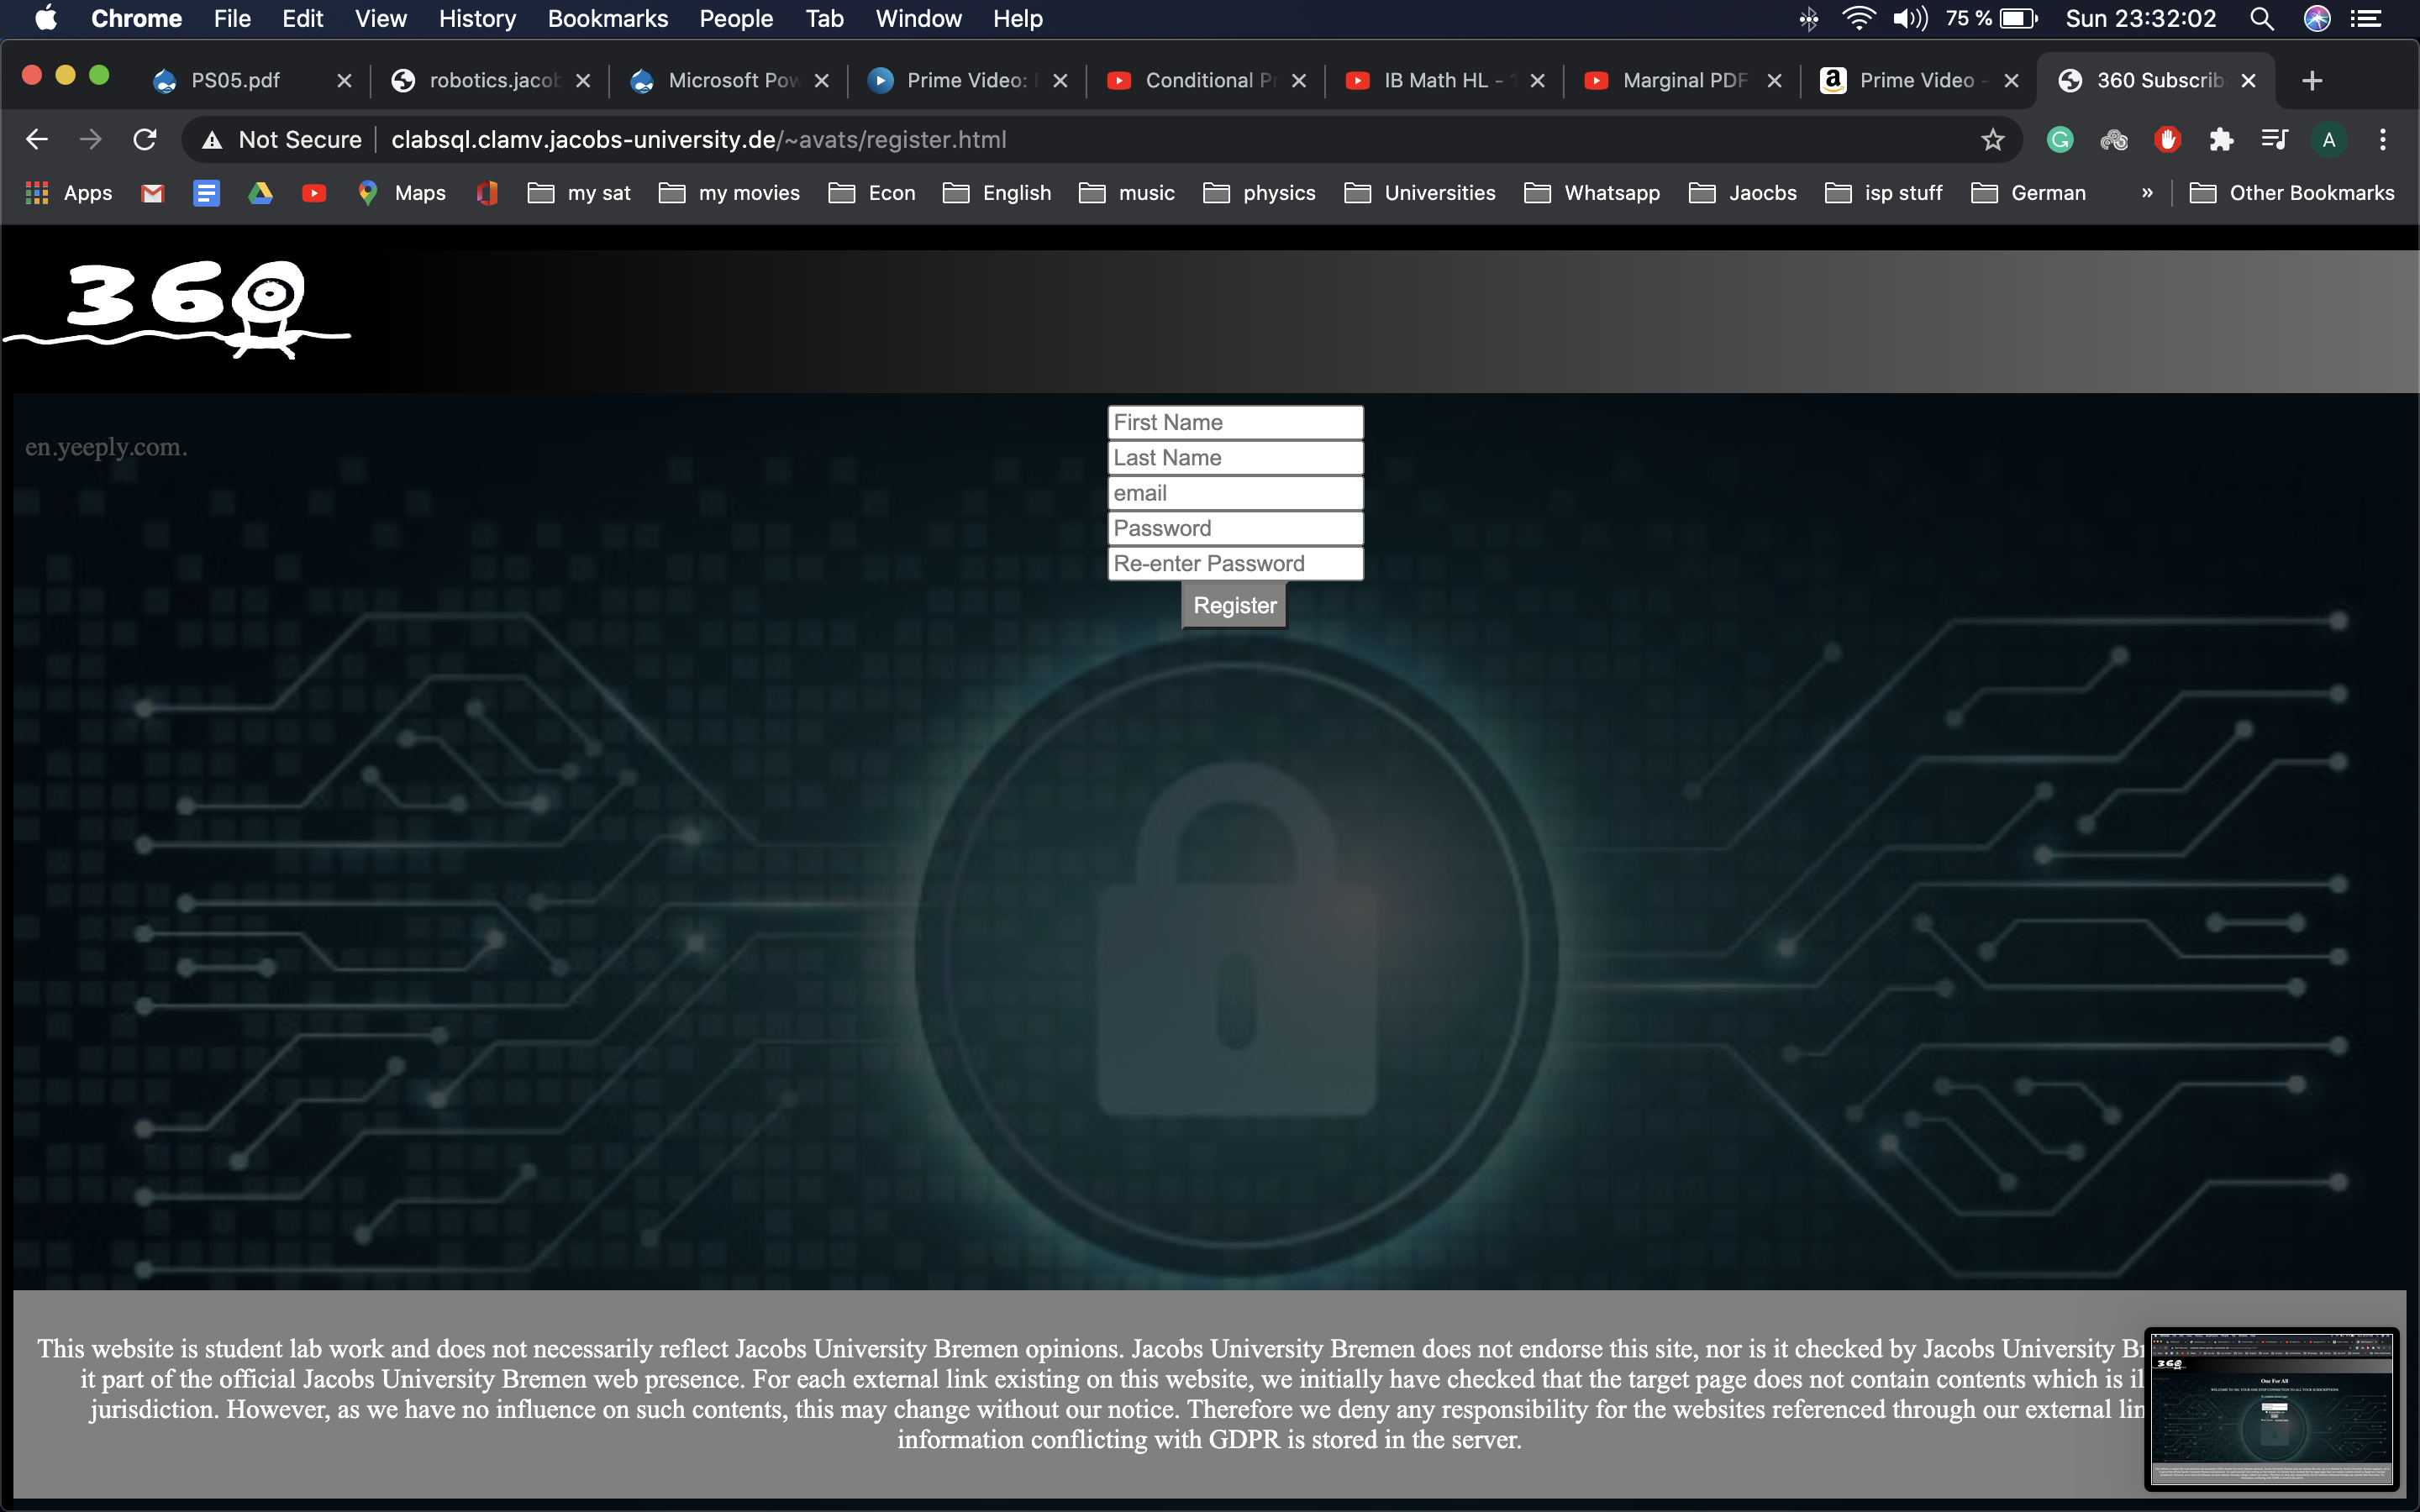 Chrome File Edit View History Bookmarks People Tab Window Help 75 % Sun 23:32:02
PS05.pdf robotics.jacob Microsoft Pow Prime Video: Conditional Pr IB Math HL - Marginal PDF Prime Video - 360 Subscrib
Not Secure clabsql.clamv.jacobs-university.de/~avats/register.html A
Apps Maps my sat my movies Econ English music physics Universities Whatsapp Jaocbs isp stuff German » Other Bookmarks
360
en.yeeply.com.
First Name
Last Name
email
Password
Re-enter Password
Register
This website is student lab work and does not necessarily reflect Jacobs University Bremen opinions. Jacobs University Bremen does not endorse this site, nor is it checked by Jacobs University Br
it part of the official Jacobs University Bremen web presence. For each external link existing on this website, we initially have checked that the target page does not contain contents which is il
jurisdiction. However, as we have no influence on such contents, this may change without our notice. Therefore we deny any responsibility for the websites referenced through our external lin
information conflicting with GDPR is stored in the server.
360
One For All